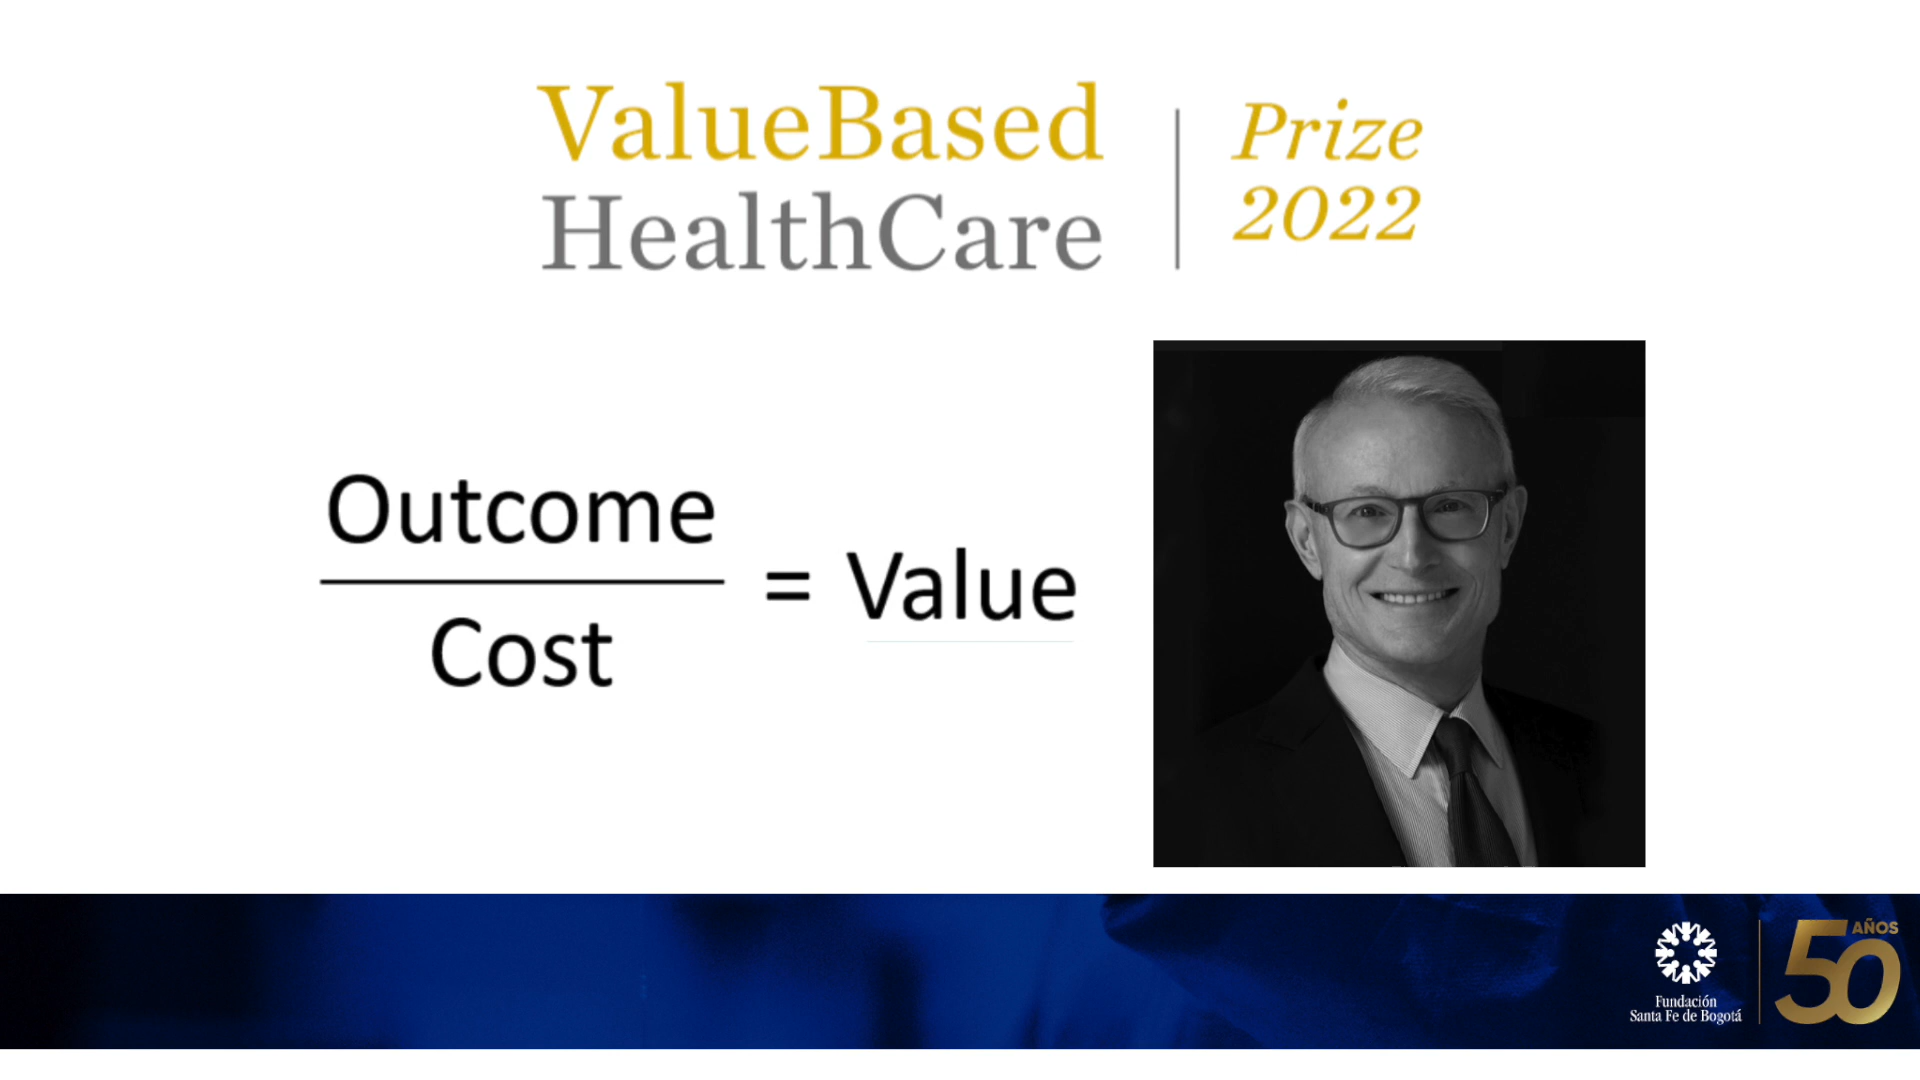 ValueBased
HealthCare
Prize
2022
Outcome
Cost
= Value
Fundación
Santa Fe de Bogotá
50 AÑOS